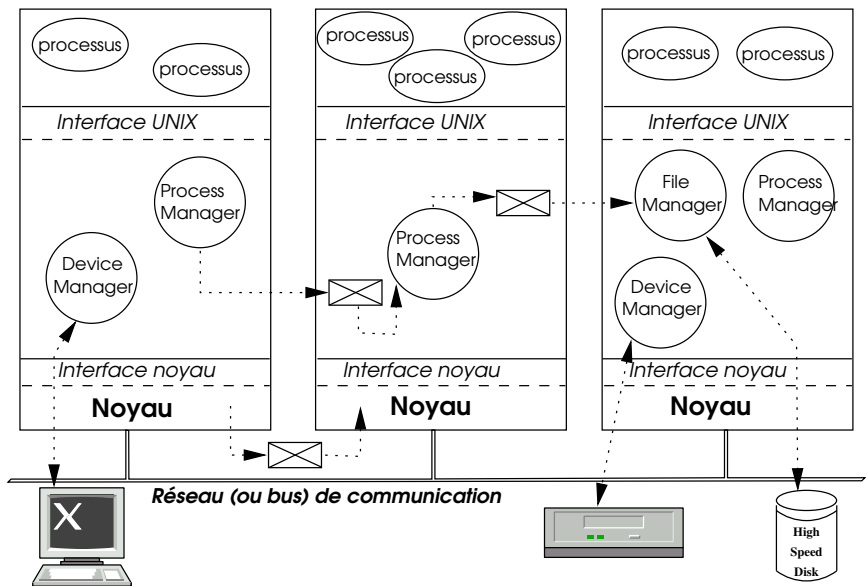 processus
processus
Interface UNIX
Process
Manager
Device
Manager
Interface noyau
Noyau
processus
processus
processus
Interface UNIX
Process
Manager
Interface noyau
Noyau
processus
processus
Interface UNIX
File
Manager
Process
Manager
Device
Manager
Interface noyau
Noyau
Réseau (ou bus) de communication
X
High
Speed
Disk